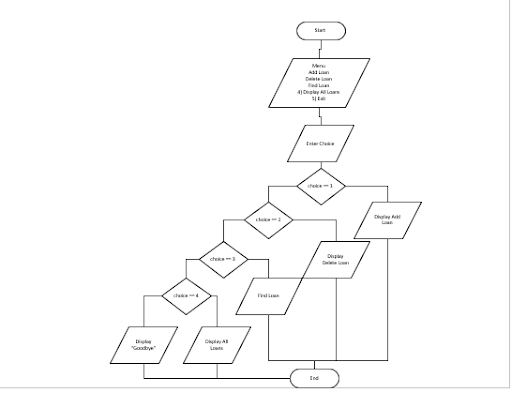 Start
Menu
Add Loan
Delete Loan
Find Loan
4) Display All Loans
5) Exit
Enter Choice
choice == 1
choice == 2
Display Add
Loan
choice == 3
Display
Delete Loan
choice == 4
Find Loan
Display
"Goodbye"
Display All
Loans
End